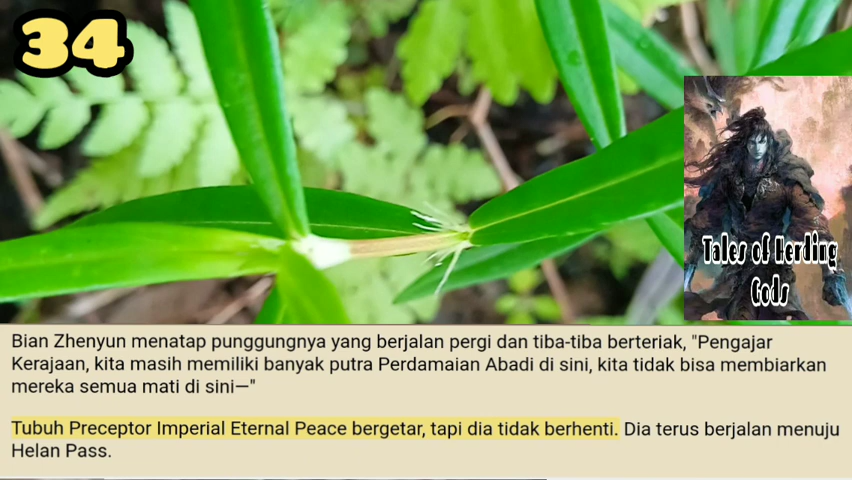 34
Tales of Herding
Gods
Bian Zhenyun menatap punggungnya yang berjalan pergi dan tiba-tiba berteriak, "Pengajar
Kerajaan, kita masih memiliki banyak putra Perdamaian Abadi di sini, kita tidak bisa membiarkan
mereka semua mati di sini—"
Tubuh Preceptor Imperial Eternal Peace bergetar, tapi dia tidak berhenti. Dia terus berjalan menuju
Helan Pass.